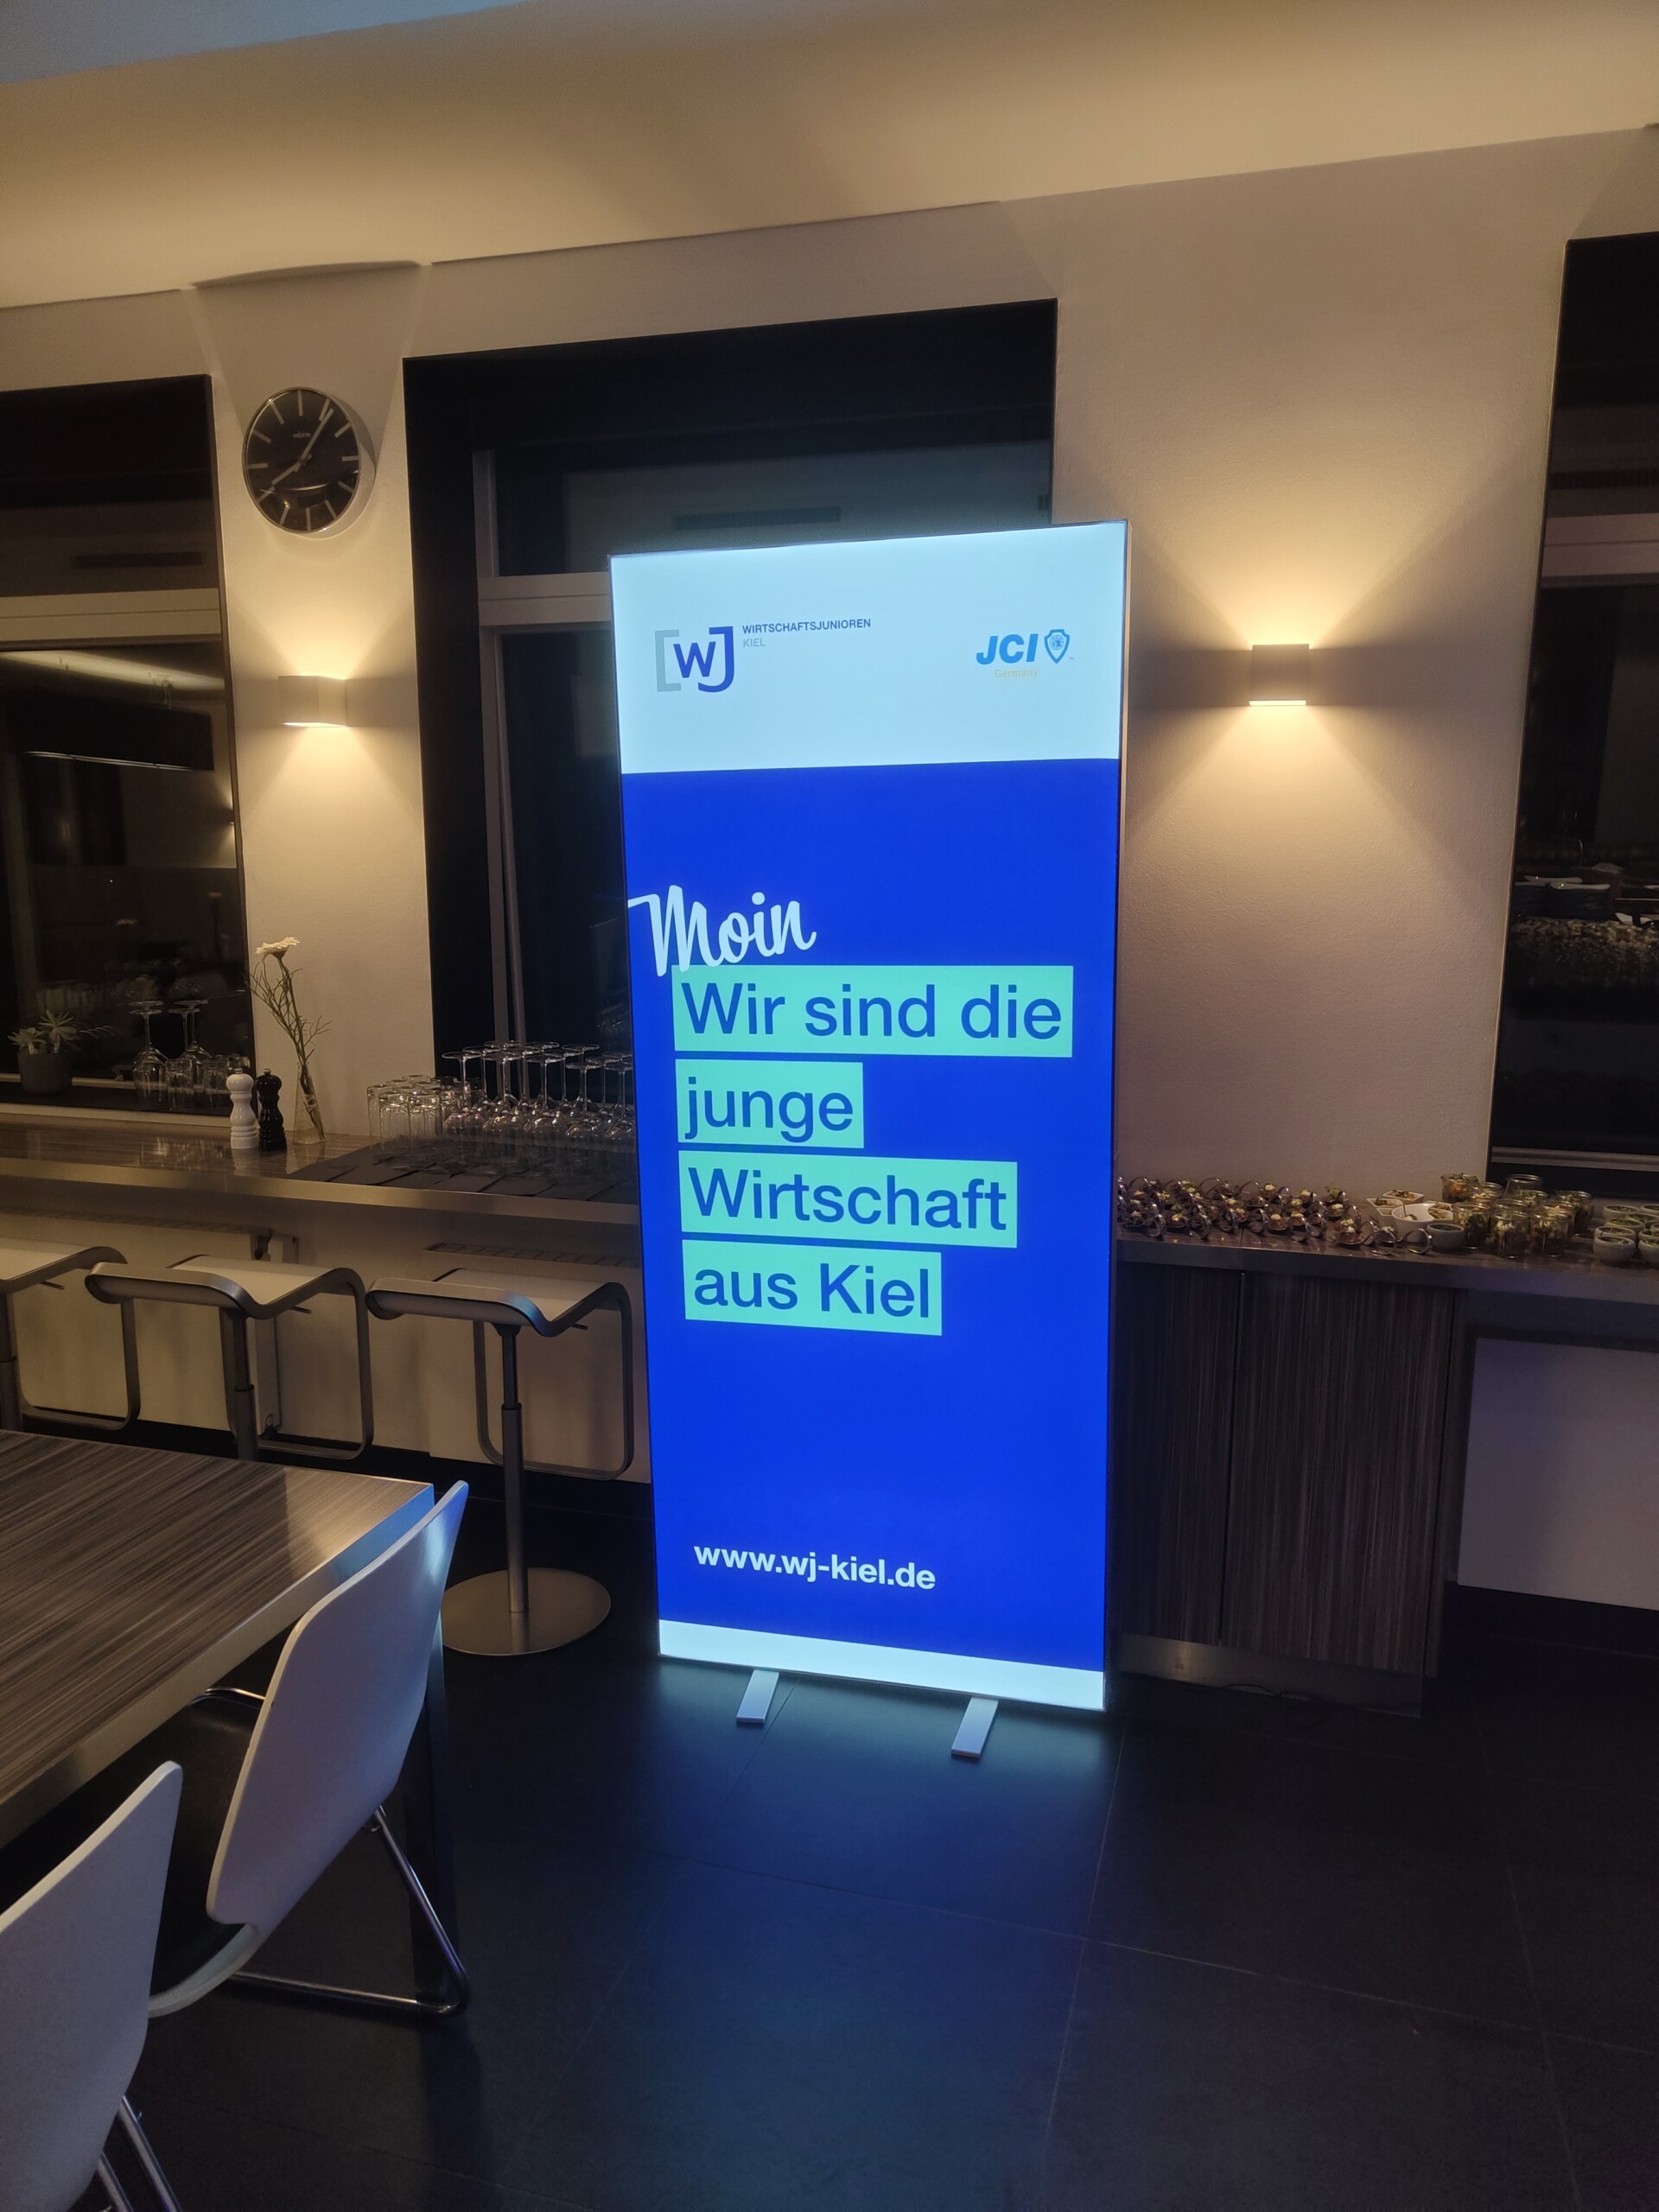 WIRTSCHAFTSJUNIOREN
KIEL
WJ
JCI
Germany
Moin
Wir sind die
junge
Wirtschaft
aus Kiel
www.wj-kiel.de